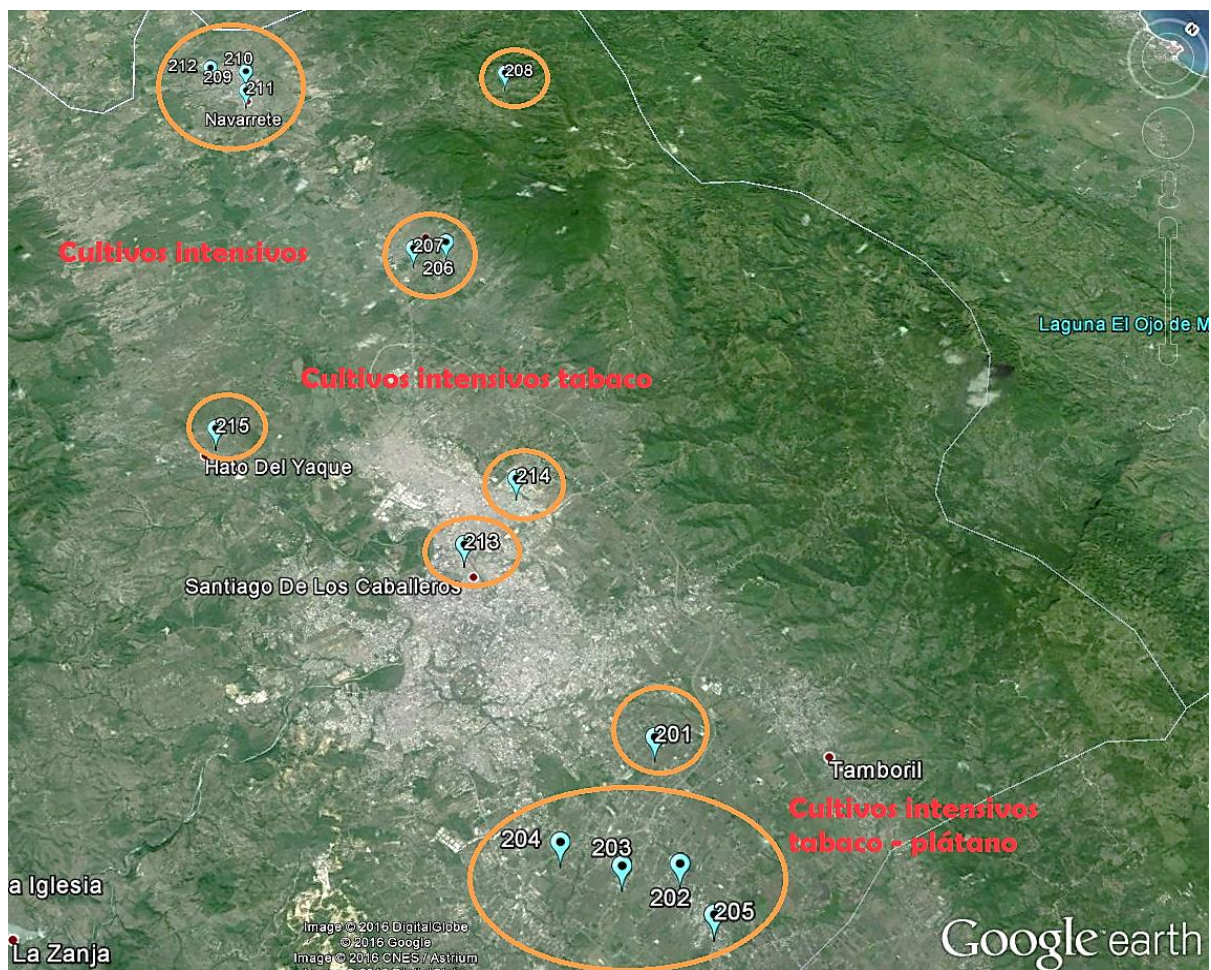 N
212
210
209
211
Navarrete
208
Cultivos intensivos
207
206
Laguna El Ojo de M
Cultivos intensivos tabaco
215
Hato Del Yaque
214
213
Santiago De Los Caballeros
201
Tamboril
Cultivos intensivos
tabaco - plátano
204
203
202
205
a Iglesia
La Zanja
Image © 2016 DigitalGlobe
© 2016 Google
Image © 2016 CNES / Astrium
Google earth